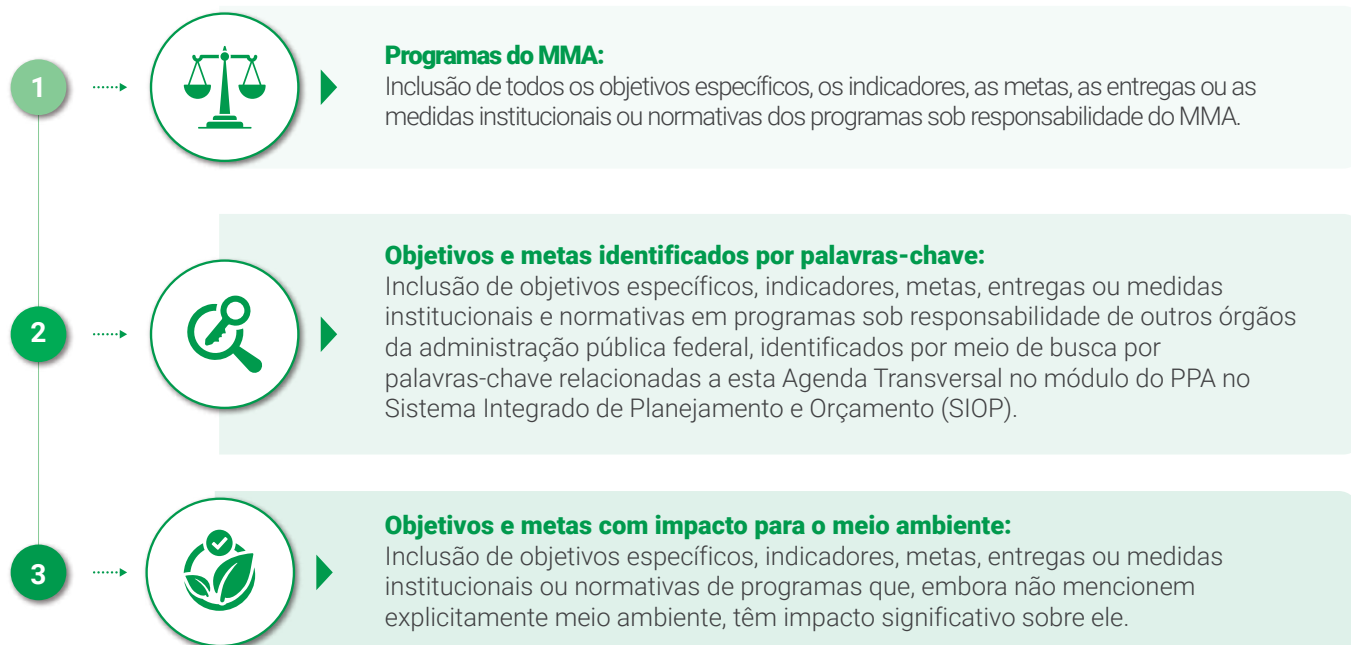 1
Programas do MMA:
Inclusão de todos os objetivos específicos, os indicadores, as metas, as entregas ou as
medidas institucionais ou normativas dos programas sob responsabilidade do MMA.
2
Objetivos e metas identificados por palavras-chave:
Inclusão de objetivos específicos, indicadores, metas, entregas ou medidas
institucionais e normativas em programas sob responsabilidade de outros órgãos
da administração pública federal, identificados por meio de busca por
palavras-chave relacionadas a esta Agenda Transversal no módulo do PPA no
Sistema Integrado de Planejamento e Orçamento (SIOP).
3
Objetivos e metas com impacto para o meio ambiente:
Inclusão de objetivos específicos, indicadores, metas, entregas ou medidas
institucionais ou normativas de programas que, embora não mencionem
explicitamente meio ambiente, têm impacto significativo sobre ele.